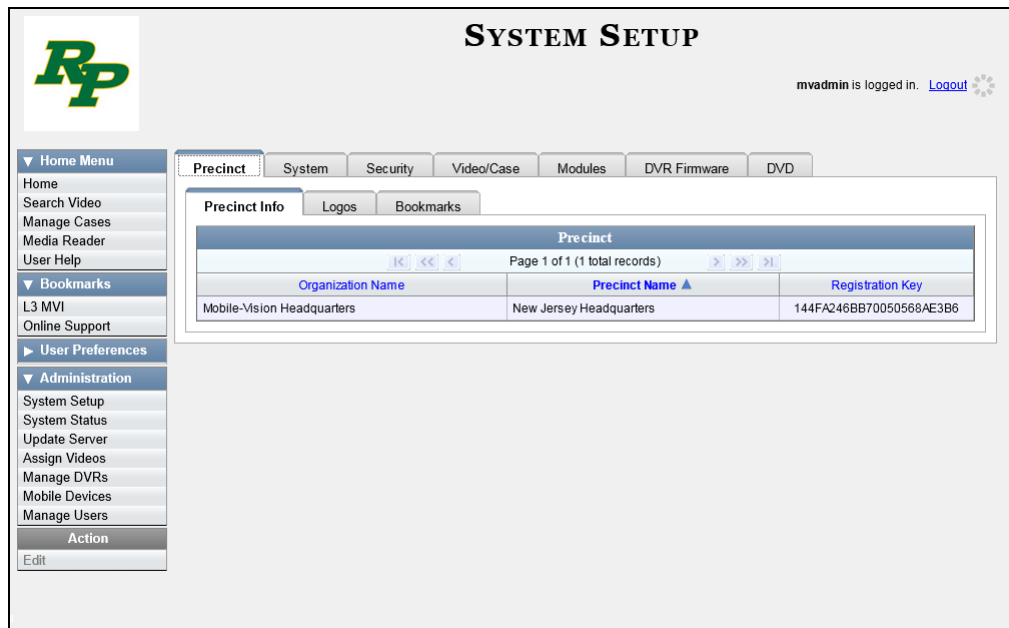 RP
SYSTEM SETUP
mvadmin is logged in. Logout
Home Menu
Home
Search Video
Manage Cases
Media Reader
User Help
Bookmarks
L3 MVI
Online Support
User Preferences
Administration
System Setup
System Status
Update Server
Assign Videos
Manage DVRs
Mobile Devices
Manage Users
Action
Edit
Precinct System Security Video/Case Modules DVR Firmware DVD
Precinct Info Logos Bookmarks
Precinct
Page 1 of 1 (1 total records)
Organization Name Precinct Name Registration Key
Mobile-Vision Headquarters New Jersey Headquarters 144FA246BB70050568AE3B6